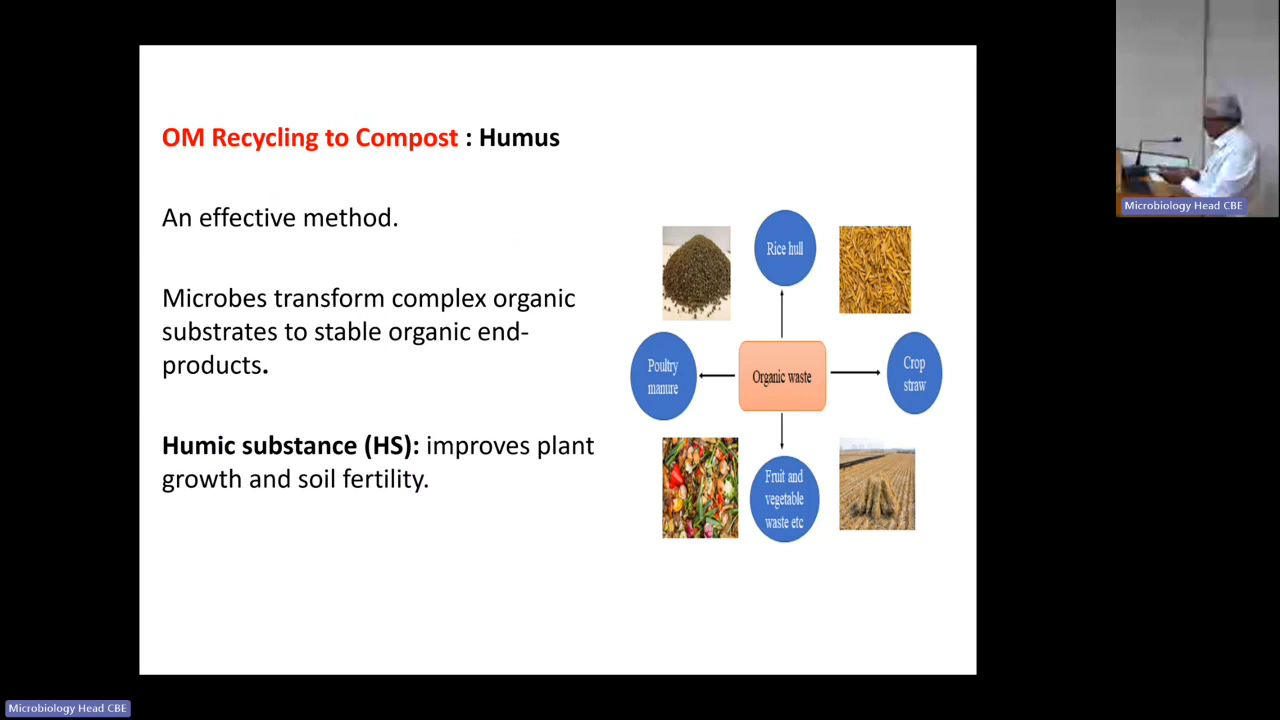 OM Recycling to Compost : Humus
An effective method.
Microbes transform complex organic
substrates to stable organic end-
products.
Humic substance (HS): improves plant
growth and soil fertility.
Rice hull
Poultry
manure
Organic waste
Crop
straw
Fruit and
vegetable
waste etc
Microbiology Head CBE
Microbiology Head CBE